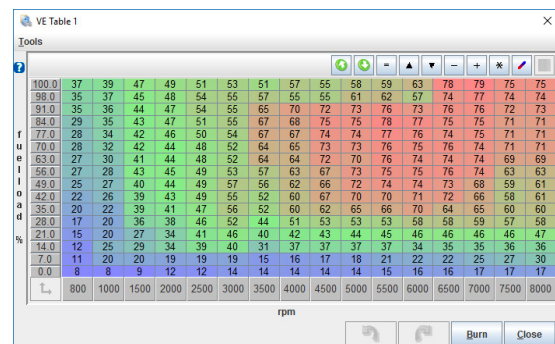 VE Table 1
Tools
= - + *
100.0 37 39 47 49 51 53 51 57 55 58 59 63 78 79 75 75
98.0 35 37 45 48 54 55 57 55 55 61 62 57 74 77 74 74
91.0 35 36 44 47 54 55 65 70 72 73 76 73 76 76 72 73
84.0 29 35 43 47 51 55 67 68 75 75 78 77 75 75 71 71
77.0 28 34 42 46 50 54 67 67 74 74 77 76 74 75 71 71
70.0 28 32 42 44 48 52 64 65 73 73 76 75 74 75 71 71
63.0 27 30 41 44 48 52 64 64 72 70 76 74 76 74 69 69
56.0 27 28 43 45 49 53 57 63 67 73 75 75 76 74 63 63
49.0 25 27 40 44 49 57 56 62 66 72 74 74 73 68 59 61
42.0 22 26 39 43 49 55 52 60 67 70 70 71 72 66 58 61
35.0 20 22 39 41 47 56 52 60 62 65 66 70 64 65 60 60
28.0 17 20 36 38 46 52 44 51 53 53 53 58 58 59 57 58
21.0 15 20 27 34 41 46 40 42 43 44 45 46 46 46 46 47
14.0 12 25 29 34 39 40 31 37 37 37 37 34 35 35 36 36
7.0 11 20 20 19 19 19 15 16 17 18 21 22 22 25 27 30
0.0 8 8 9 12 12 14 14 14 14 14 15 16 16 17 17 17
800 1000 1500 2000 2500 3000 3500 4000 4500 5000 5500 6000 6500 7000 7500 8000
fuelload %
rpm
Burn
Close